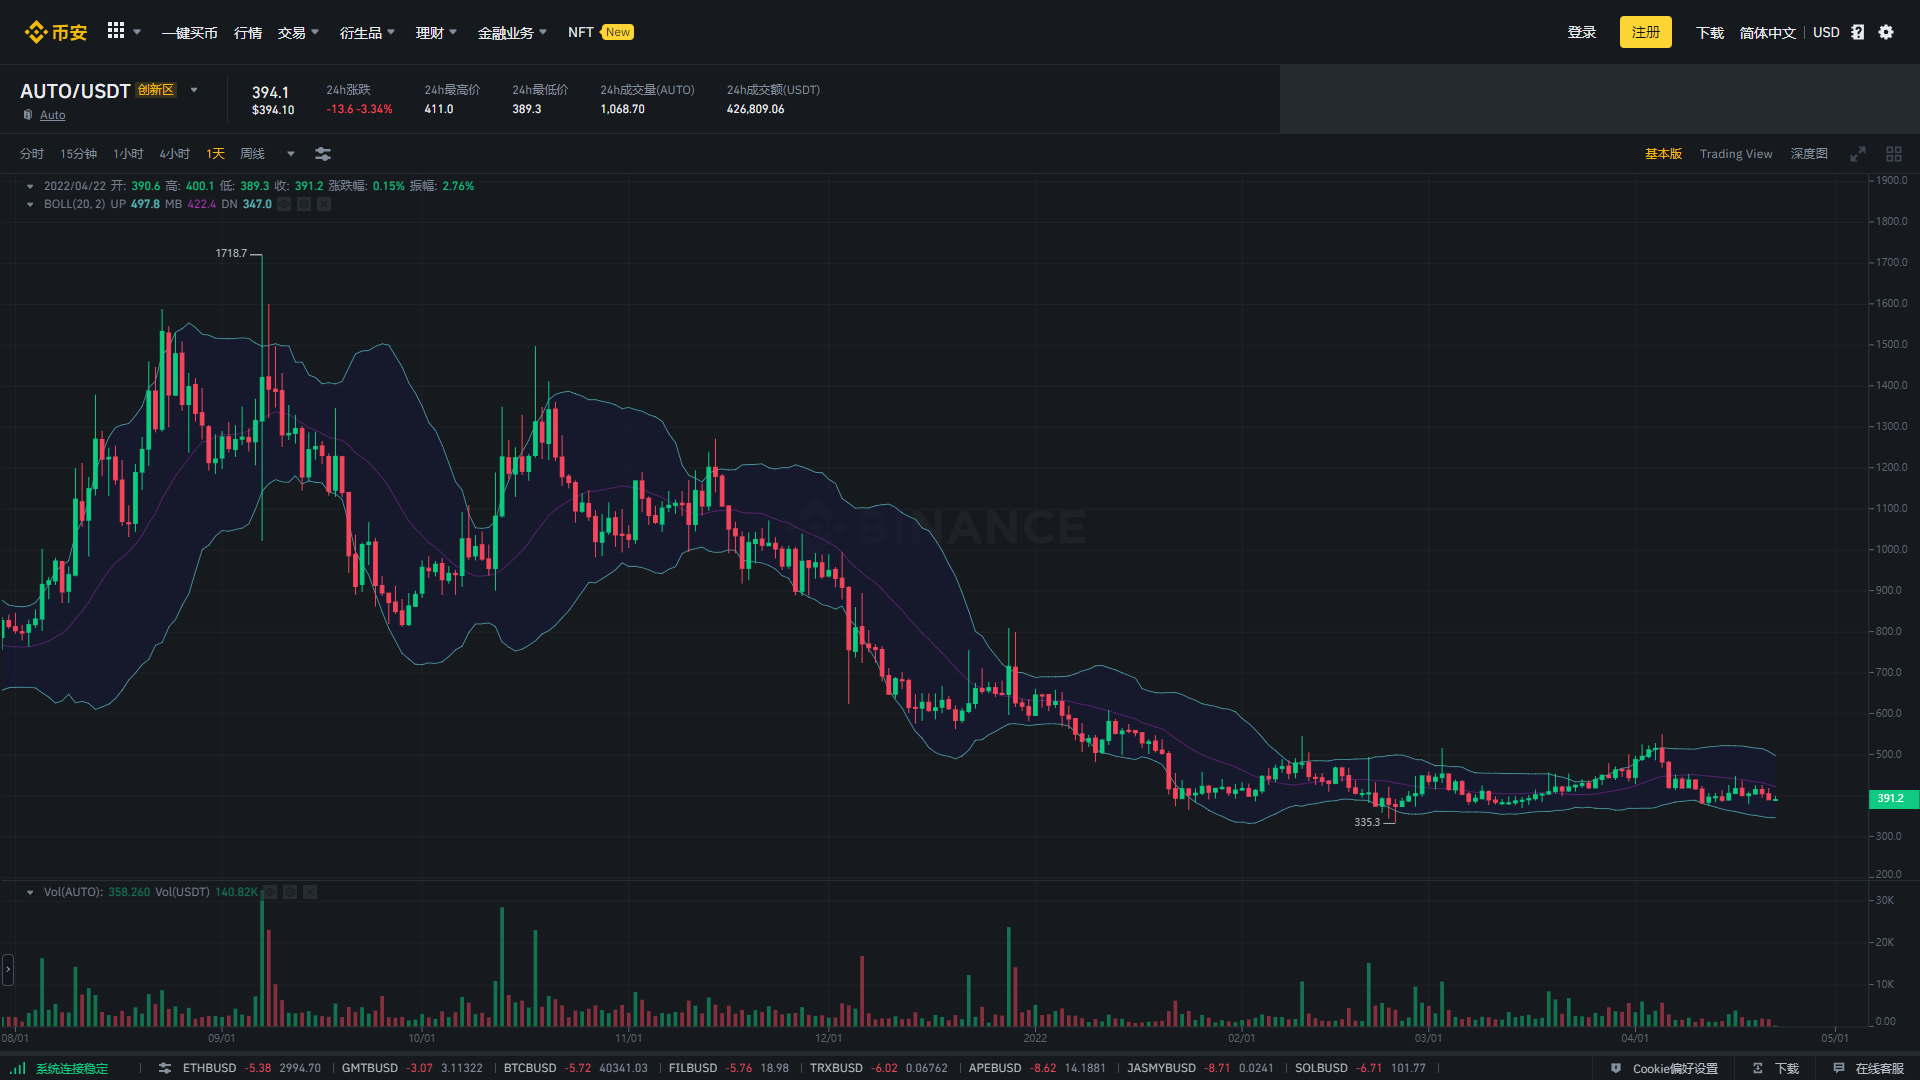 币安 一键买币 行情 交易 衍生品 理财 金融业务 NFT New 登录 注册 下载 简体中文 USD
AUTO/USDT 创新区
Auto
394.1
$394.10
24h涨跌
-13.6 -3.34%
24h最高价
411.0
24h最低价
389.3
24h成交量(AUTO)
1,068.70
24h成交额(USDT)
426,809.06
分时 15分钟 1小时 4小时 1天 周线 基本版 Trading View 深度图
2022/04/22 开: 390.6 高: 400.1 低: 389.3 收: 391.2 涨跌幅: 0.15% 振幅: 2.76%
BOLL(20, 2) UP 497.8 MB 422.4 DN 347.0
1718.7
335.3
BINANCE
1900.0
1800.0
1700.0
1600.0
1500.0
1400.0
1300.0
1200.0
1100.0
1000.0
900.0
800.0
700.0
600.0
500.0
391.2
300.0
200.0
Vol(AUTO): 358.260 Vol(USDT) 140.82K
30K
20K
10K
0.00
08/01 09/01 10/01 11/01 12/01 2022 02/01 03/01 04/01 05/01
系统连接稳定 ETHBUSD -5.38 2994.70 GMTBUSD -3.07 3.11322 BTCBUSD -5.72 40341.03 FILBUSD -5.76 18.98 TRXBUSD -6.02 0.06762 APEBUSD -8.62 14.1881 JASMYBUSD -8.71 0.0241 SOLBUSD -6.71 101.77 Cookie偏好设置 下载 在线客服